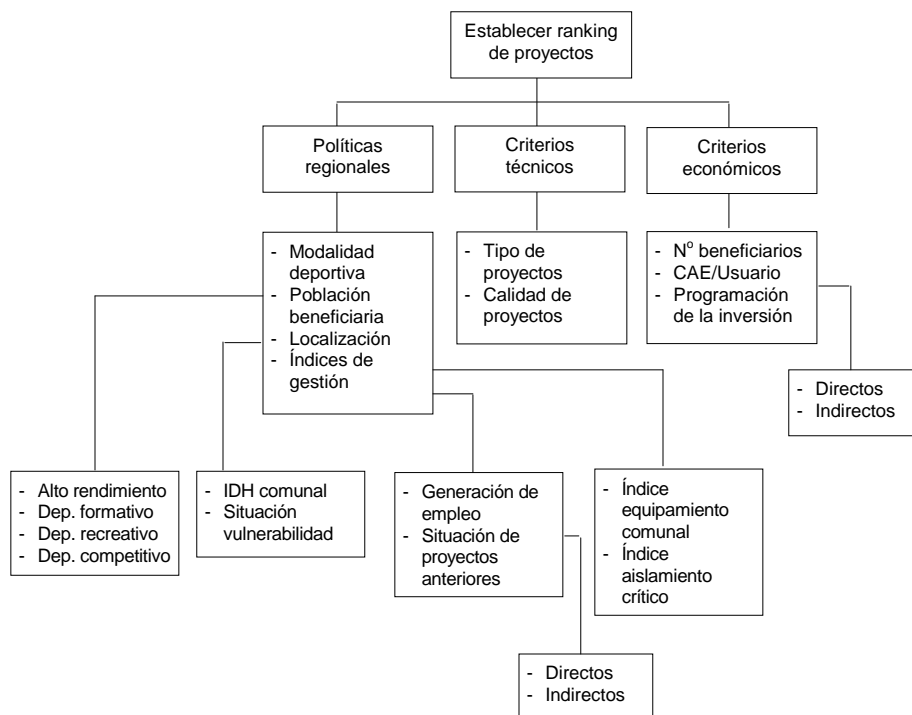 Establecer ranking
de proyectos
Políticas
regionales
Criterios
técnicos
Criterios
económicos
- Modalidad
deportiva
- Población
beneficiaria
- Localización
- Índices de
gestión
- Tipo de
proyectos
- Calidad de
proyectos
- Nº beneficiarios
- CAE/Usuario
- Programación
de la inversión
- Directos
- Indirectos
- Alto rendimiento
- Dep. formativo
- Dep. recreativo
- Dep. competitivo
- IDH comunal
- Situación
vulnerabilidad
- Generación de
empleo
- Situación de
proyectos
anteriores
- Índice
equipamiento
comunal
- Índice
aislamiento
crítico
- Directos
- Indirectos